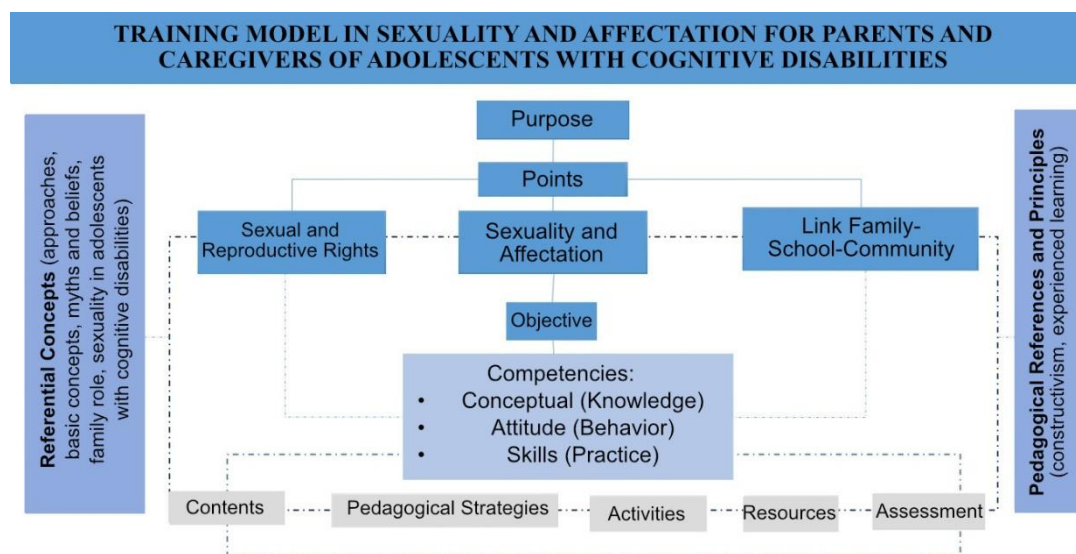 TRAINING MODEL IN SEXUALITY AND AFFECTATION FOR PARENTS AND
CAREGIVERS OF ADOLESCENTS WITH COGNITIVE DISABILITIES
Referential Concepts (approaches,
basic concepts, myths and beliefs,
family role, sexuality in adolescents
with cognitive disabilities)
Purpose
Points
Sexual and
Reproductive Rights
Sexuality and
Affectation
Link Family-
School-Community
Objective
Competencies:
• Conceptual (Knowledge)
• Attitude (Behavior)
• Skills (Practice)
Contents
Pedagogical Strategies
Activities
Resources
Assessment
Pedagogical References and Principles
(constructivism, experienced learning)